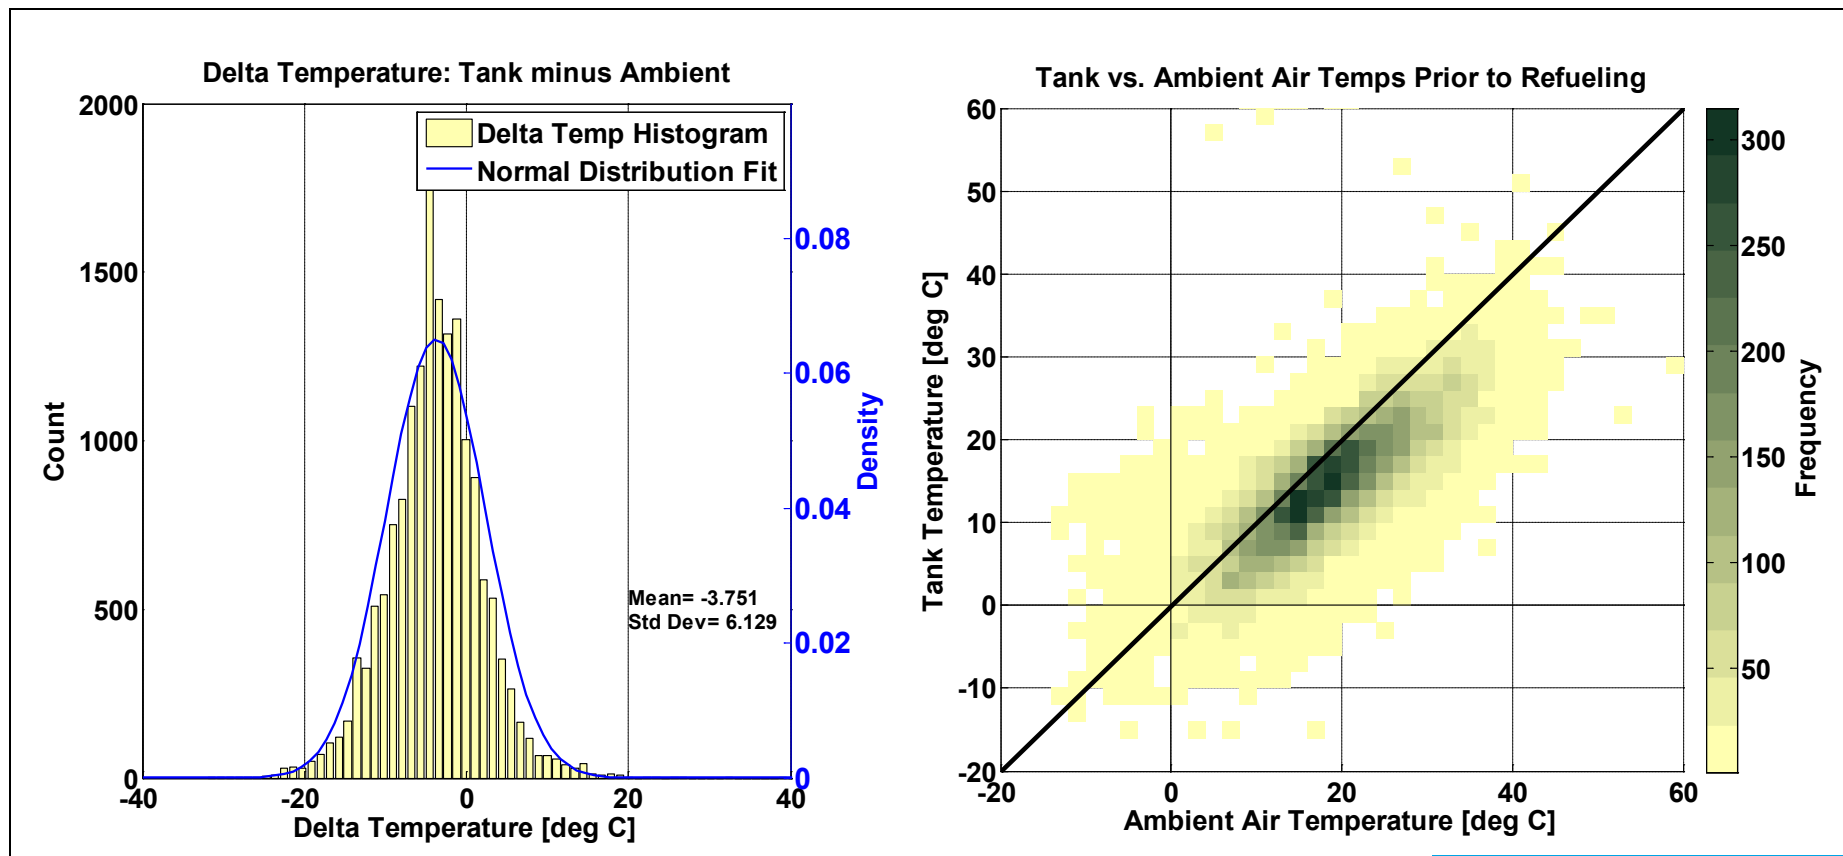 Delta Temperature: Tank minus Ambient
2000
1500
1000
500
0
Count
-40
-20
0
20
40
Delta Temperature [deg C]
Delta Temp Histogram
Normal Distribution Fit
Mean= -3.751
Std Dev= 6.129
0.08
0.06
0.04
0.02
0
Density
Tank vs. Ambient Air Temps Prior to Refueling
60
50
40
30
20
10
0
-10
-20
Tank Temperature [deg C]
-20
0
20
40
60
Ambient Air Temperature [deg C]
300
250
200
150
100
50
Frequency